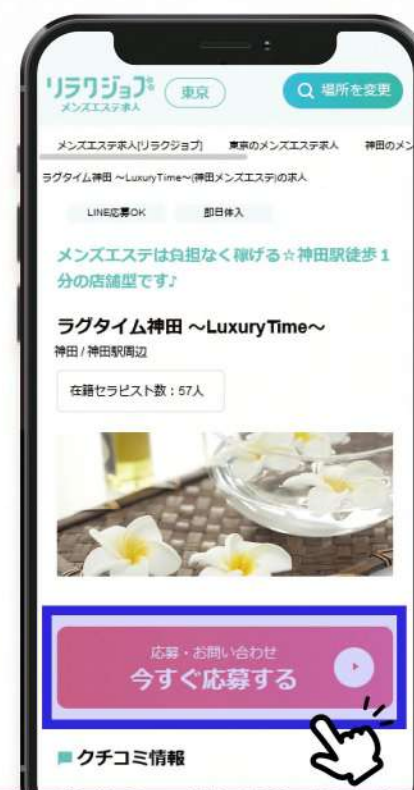 リラクジョブ
メンズエステ求人
東京
場所を変更
メンズエステ求人[リラクジョブ] 東京のメンズエステ求人 神田のメン
ラグタイム神田 ～LuxuryTime～(神田メンズエステ)の求人
LINE応募OK 即日体入
メンズエステは負担なく稼げる☆神田駅徒歩１
分の店舗型です♪
ラグタイム神田 ～LuxuryTime～
神田 / 神田駅周辺
在籍セラピスト数：57人
応募・お問い合わせ
今すぐ応募する
クチコミ情報